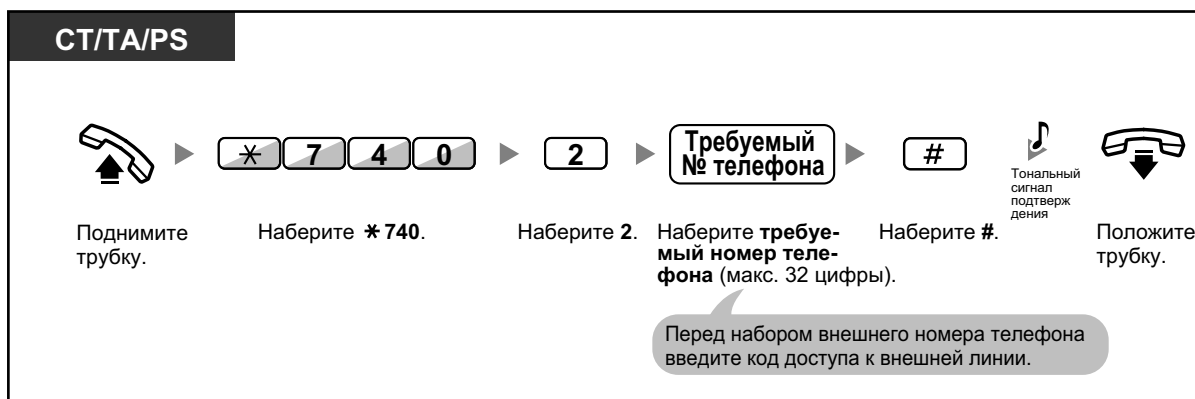 CT/TA/PS
* 7 4 0
2
Требуемый
№ телефона
#
Тональный
сигнал
подтверж
дения
Поднимите
трубку.
Наберите *740.
Наберите 2.
Наберите требуе-
мый номер теле-
фона (макс. 32 цифры).
Наберите #.
Положите
трубку.
Перед набором внешнего номера телефона
введите код доступа к внешней линии.